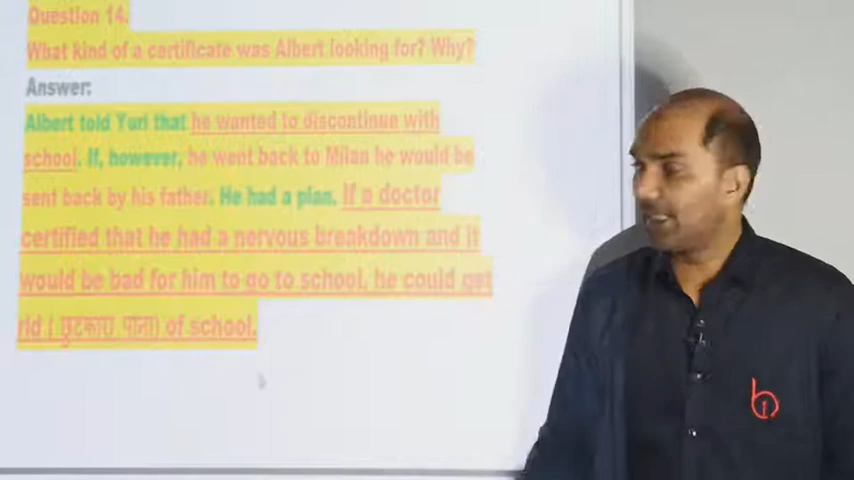 Question 14.
What kind of a certificate was Albert looking for? Why?
Answer:
Albert told Yuri that he wanted to discontinue with
school. If, however, he went back to Milan he would be
sent back by his father. He had a plan. If a doctor
certified that he had a nervous breakdown and it
would be bad for him to go to school, he could get
rid ( छुटकारा पाना) of school.